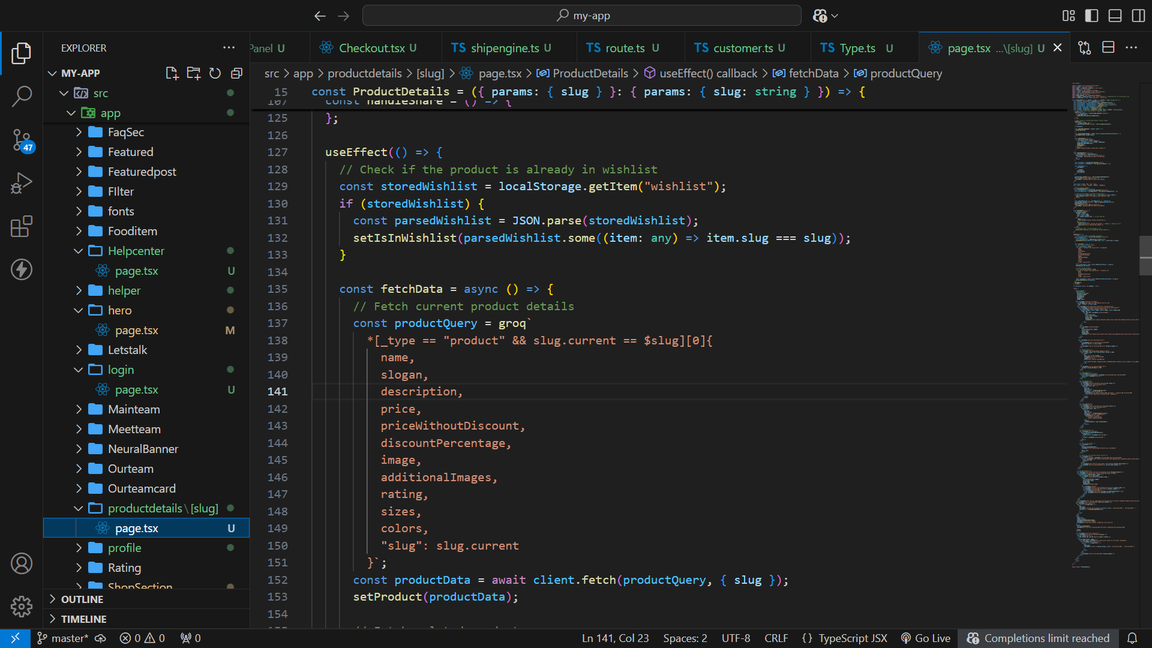 my-app
EXPLORER
Panel U
Checkout.tsx U
TS shipengine.ts U
TS route.ts U
TS customer.ts U
TS Type.ts U
page.tsx ...\[slug] U
MY-APP
src > app > productdetails > [slug] > page.tsx > ProductDetails > useEffect() callback > fetchData > productQuery
src
app
FaqSec
Featured
Featuredpost
FIlter
fonts
Fooditem
Helpcenter
page.tsx U
helper
hero
page.tsx M
Letstalk
login
page.tsx U
Mainteam
Meetteam
NeuralBanner
Ourteam
Ourteamcard
productdetails\[slug]
page.tsx U
profile
Rating
ShopSection
OUTLINE
TIMELINE
47
15 const ProductDetails = ({ params: { slug } }: { params: { slug: string } }) => {
107 const handleShare = () => {
125 };
126
127 useEffect(() => {
128 // Check if the product is already in wishlist
129 const storedWishlist = localStorage.getItem("wishlist");
130 if (storedWishlist) {
131 const parsedWishlist = JSON.parse(storedWishlist);
132 setIsInWishlist(parsedWishlist.some((item: any) => item.slug === slug));
133 }
134
135 const fetchData = async () => {
136 // Fetch current product details
137 const productQuery = groq`
138 *[_type == "product" && slug.current == $slug][0]{
139 name,
140 slogan,
141 description,
142 price,
143 priceWithoutDiscount,
144 discountPercentage,
145 image,
146 additionalImages,
147 rating,
148 sizes,
149 colors,
150 "slug": slug.current
151 }`;
152 const productData = await client.fetch(productQuery, { slug });
153 setProduct(productData);
154
master* 0 0 0 Ln 141, Col 23 Spaces: 2 UTF-8 CRLF {} TypeScript JSX Go Live Completions limit reached